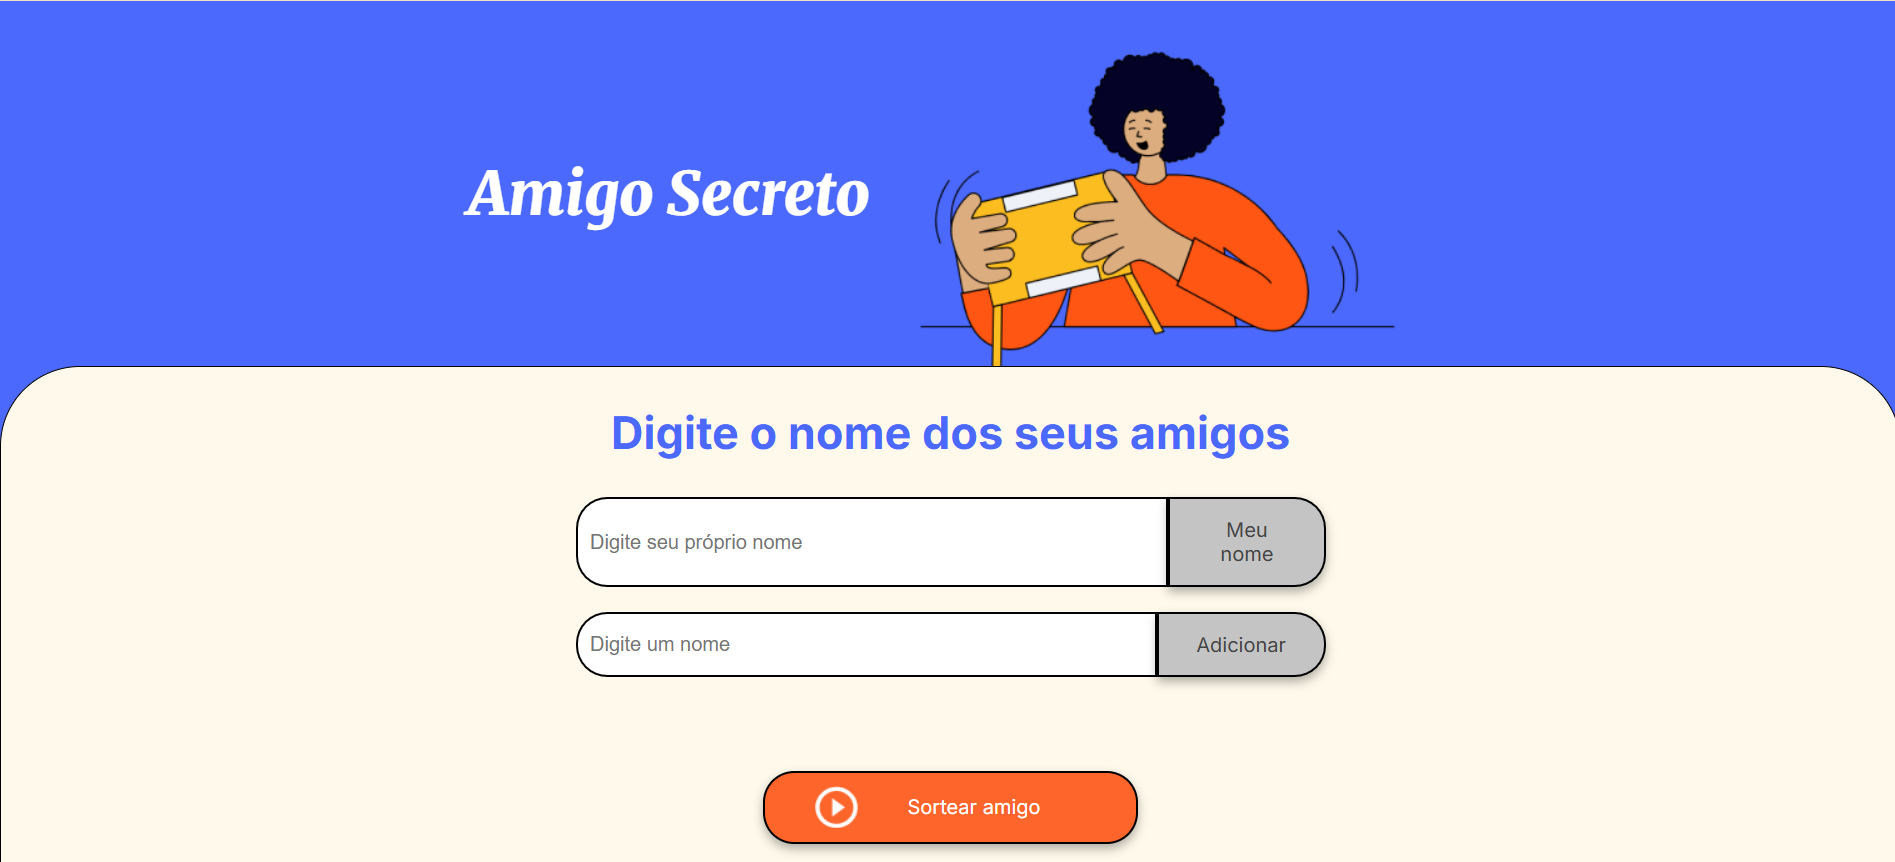 Amigo Secreto
Digite o nome dos seus amigos
Digite seu próprio nome
Meu
nome
Digite um nome
Adicionar
Sortear amigo